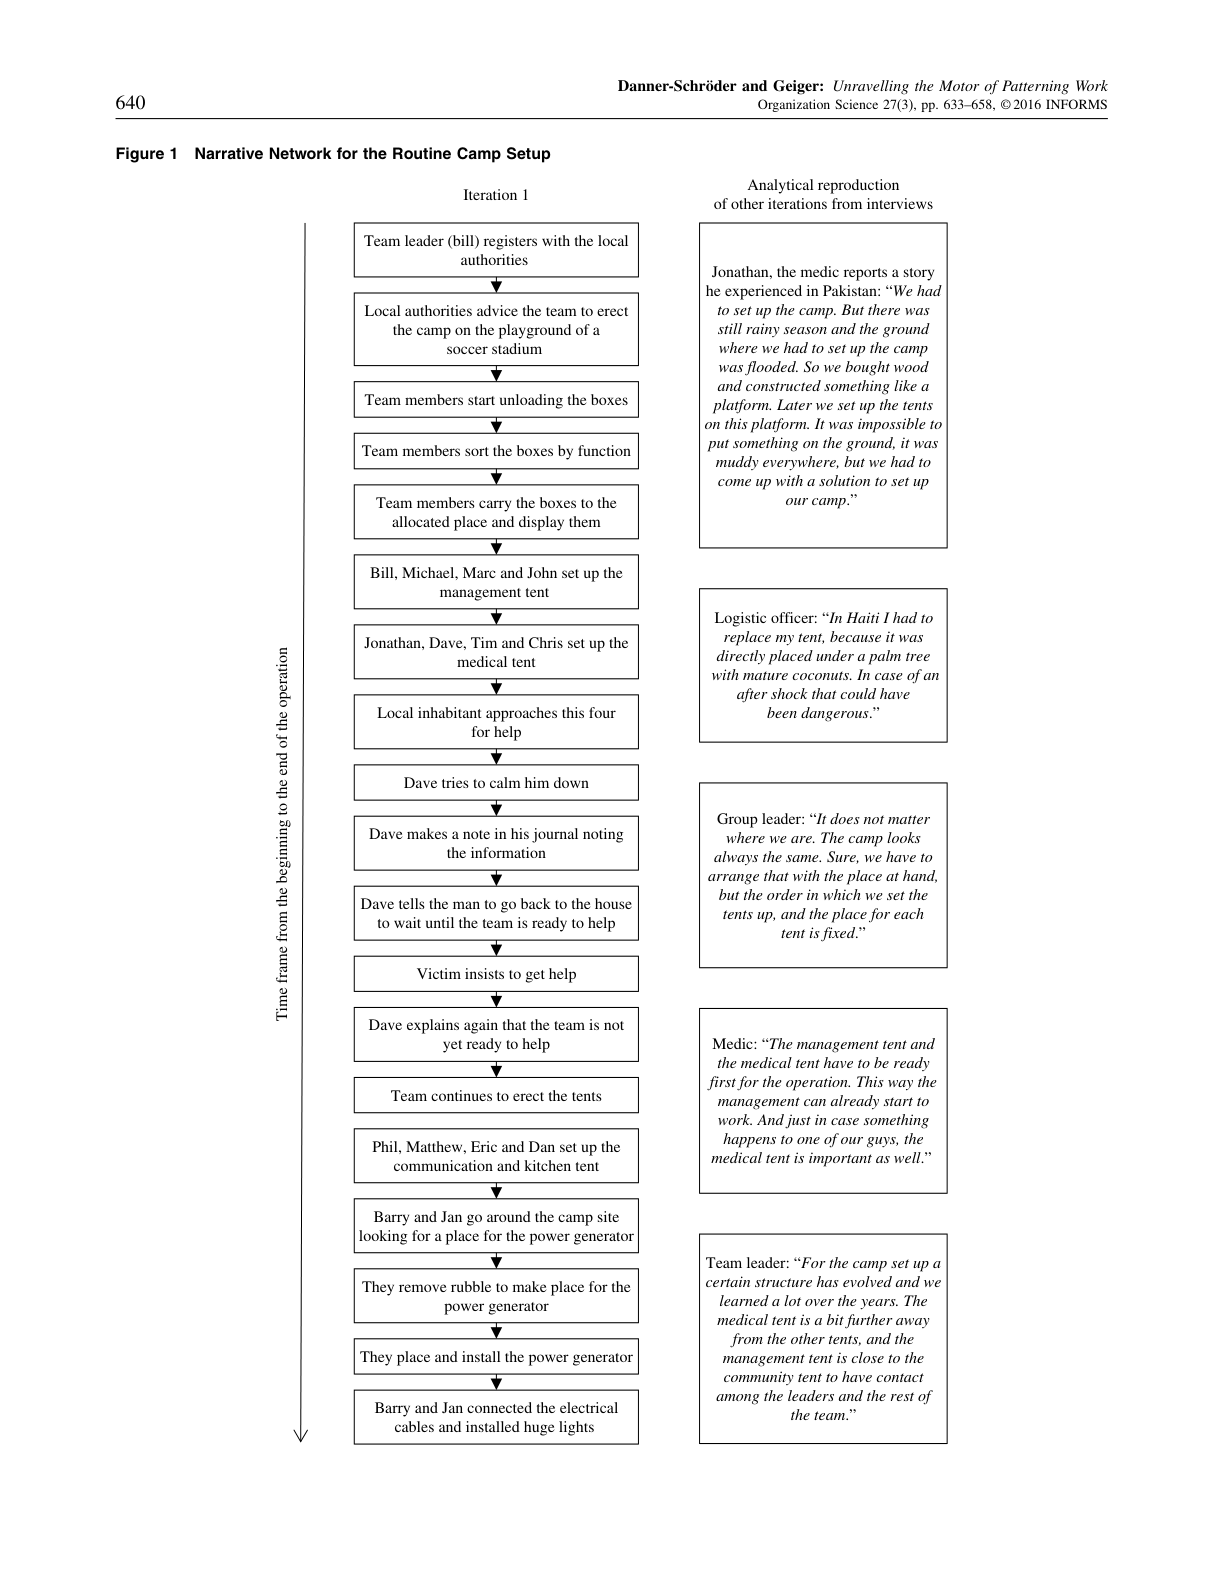 640
Danner-Schröder and Geiger: Unravelling the Motor of Patterning Work
Organization Science 27(3), pp. 633–658, © 2016 INFORMS
Figure 1 Narrative Network for the Routine Camp Setup
Iteration 1
Time frame from the beginning to the end of the operation
Team leader (bill) registers with the local
authorities
Local authorities advice the team to erect
the camp on the playground of a
soccer stadium
Team members start unloading the boxes
Team members sort the boxes by function
Team members carry the boxes to the
allocated place and display them
Bill, Michael, Marc and John set up the
management tent
Jonathan, Dave, Tim and Chris set up the
medical tent
Local inhabitant approaches this four
for help
Dave tries to calm him down
Dave makes a note in his journal noting
the information
Dave tells the man to go back to the house
to wait until the team is ready to help
Victim insists to get help
Dave explains again that the team is not
yet ready to help
Team continues to erect the tents
Phil, Matthew, Eric and Dan set up the
communication and kitchen tent
Barry and Jan go around the camp site
looking for a place for the power generator
They remove rubble to make place for the
power generator
They place and install the power generator
Barry and Jan connected the electrical
cables and installed huge lights
Analytical reproduction
of other iterations from interviews
Jonathan, the medic reports a story
he experienced in Pakistan: “We had
to set up the camp. But there was
still rainy season and the ground
where we had to set up the camp
was flooded. So we bought wood
and constructed something like a
platform. Later we set up the tents
on this platform. It was impossible to
put something on the ground, it was
muddy everywhere, but we had to
come up with a solution to set up
our camp.”
Logistic officer: “In Haiti I had to
replace my tent, because it was
directly placed under a palm tree
with mature coconuts. In case of an
after shock that could have
been dangerous.”
Group leader: “It does not matter
where we are. The camp looks
always the same. Sure, we have to
arrange that with the place at hand,
but the order in which we set the
tents up, and the place for each
tent is fixed.”
Medic: “The management tent and
the medical tent have to be ready
first for the operation. This way the
management can already start to
work. And just in case something
happens to one of our guys, the
medical tent is important as well.”
Team leader: “For the camp set up a
certain structure has evolved and we
learned a lot over the years. The
medical tent is a bit further away
from the other tents, and the
management tent is close to the
community tent to have contact
among the leaders and the rest of
the team.”